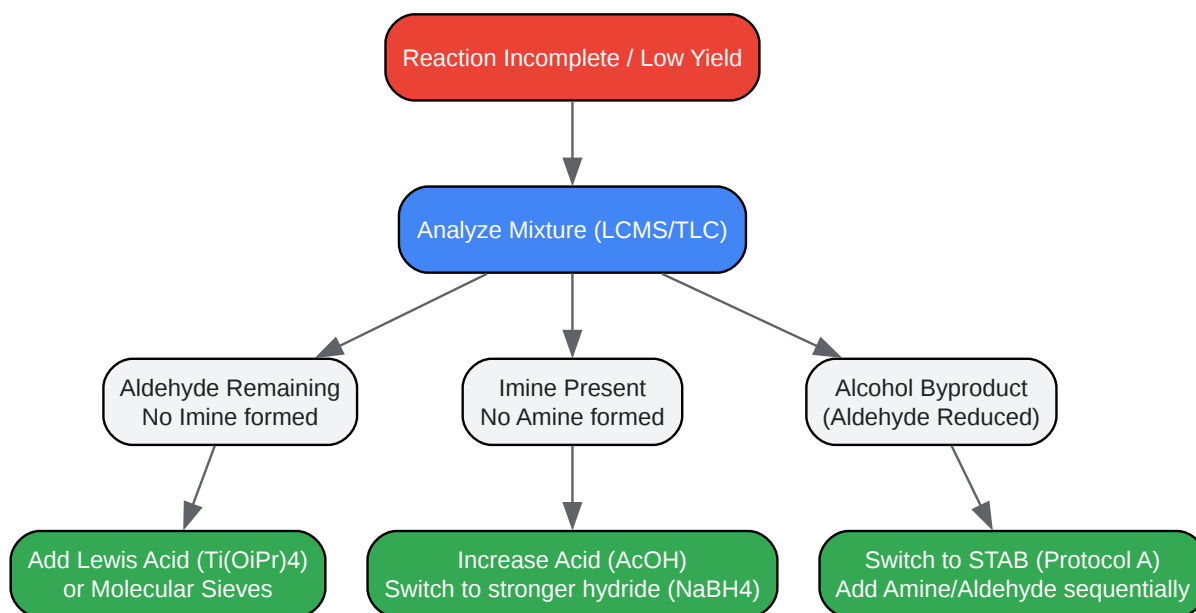 Reaction Incomplete / Low Yield
Analyze Mixture (LCMS/TLC)
Aldehyde Remaining
No Imine formed
Imine Present
No Amine formed
Alcohol Byproduct
(Aldehyde Reduced)
Add Lewis Acid (Ti(OiPr)4)
or Molecular Sieves
Increase Acid (AcOH)
Switch to stronger hydride (NaBH4)
Switch to STAB (Protocol A)
Add Amine/Aldehyde sequentially